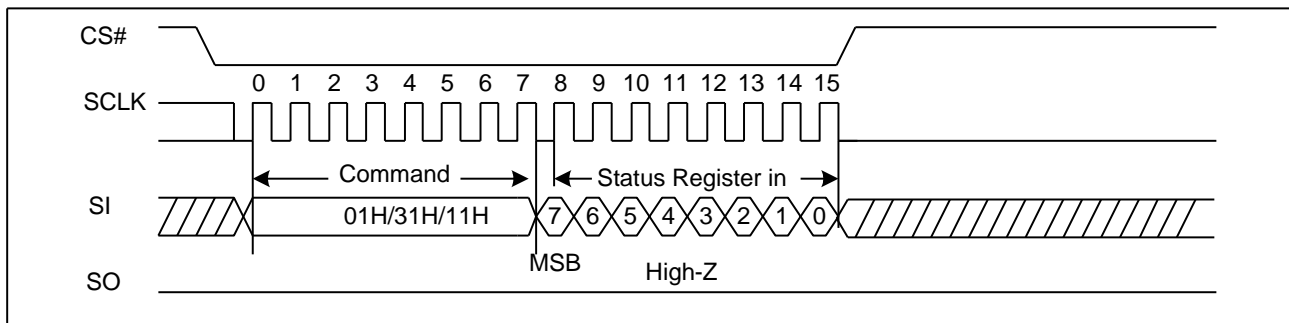 CS#
0 1 2 3 4 5 6 7 8 9 10 11 12 13 14 15
SCLK
Command Status Register in
SI 01H/31H/11H 7 6 5 4 3 2 1 0
MSB High-Z
SO